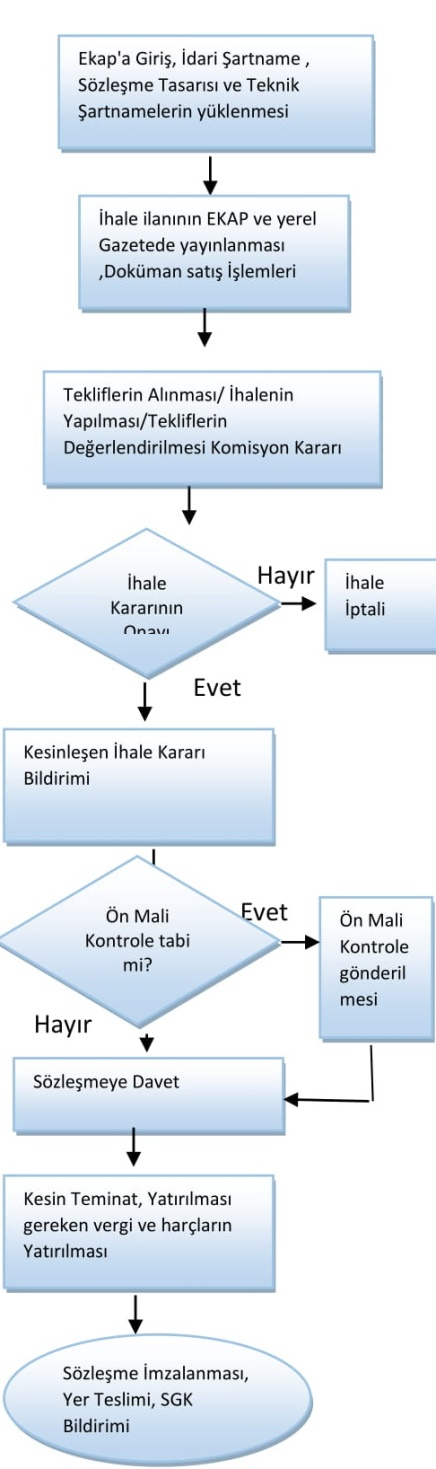 Ekap'a Giriş, İdari Şartname ,
Sözleşme Tasarısı ve Teknik
Şartnamelerin yüklenmesi
İhale ilanının EKAP ve yerel
Gazetede yayınlanması
,Doküman satış İşlemleri
Tekliflerin Alınması/ İhalenin
Yapılması/Tekliflerin
Değerlendirilmesi Komisyon Kararı
İhale
Kararının
Onayı
Hayır
İhale
İptali
Evet
Kesinleşen İhale Kararı
Bildirimi
Ön Mali
Kontrole tabi
mi?
Evet
Ön Mali
Kontrole
gönderil
mesi
Hayır
Sözleşmeye Davet
Kesin Teminat, Yatırılması
gereken vergi ve harçların
Yatırılması
Sözleşme İmzalanması,
Yer Teslimi, SGK
Bildirimi